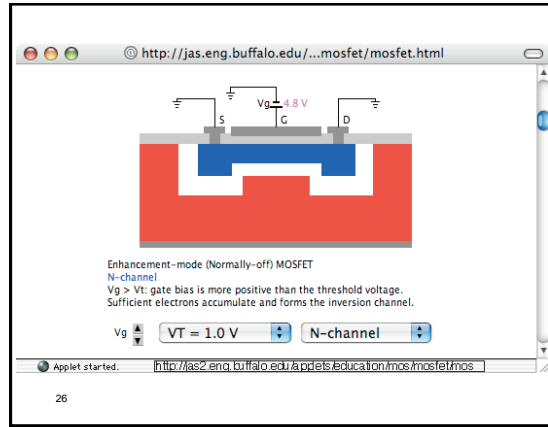 http://jas.eng.buffalo.edu/...mosfet/mosfet.html
Vg 4.8 V
S G D
Enhancement-mode (Normally-off) MOSFET
N-channel
Vg > Vt: gate bias is more positive than the threshold voltage.
Sufficient electrons accumulate and forms the inversion channel.
Vg VT = 1.0 V N-channel
Applet started. http://jas2.eng.buffalo.edu/applets/education/mos/mosfet/mos
26